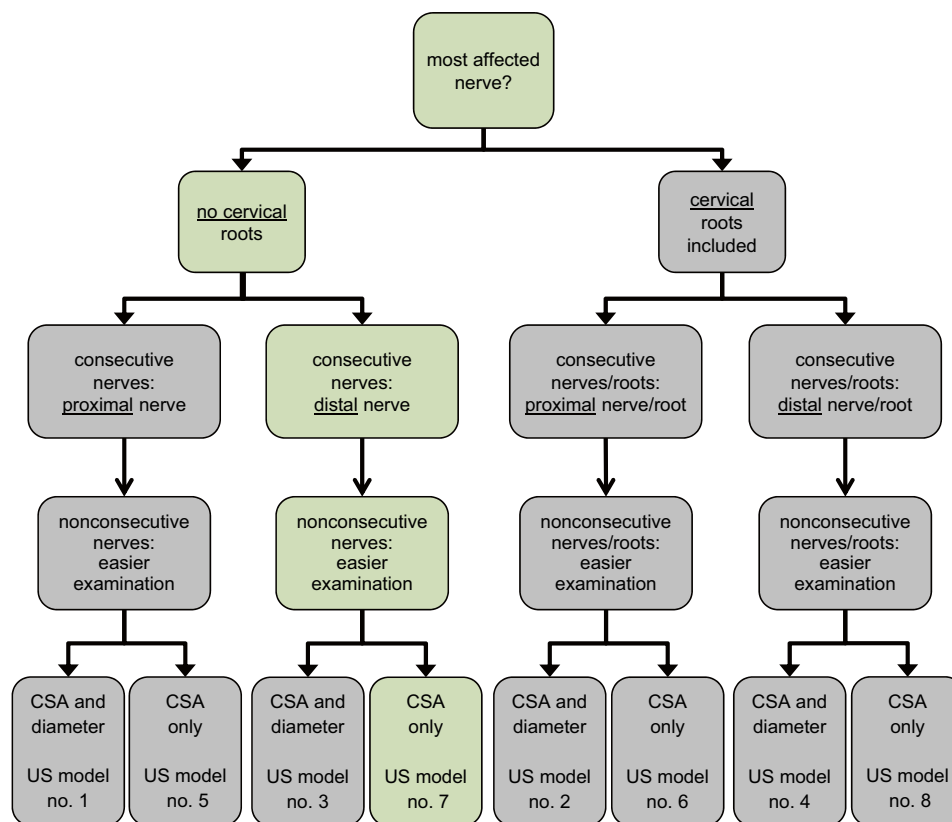 most affected
nerve?
no cervical
roots
cervical
roots
included
consecutive
nerves:
proximal nerve
consecutive
nerves:
distal nerve
consecutive
nerves/roots:
proximal nerve/root
consecutive
nerves/roots:
distal nerve/root
nonconsecutive
nerves:
easier
examination
nonconsecutive
nerves:
easier
examination
nonconsecutive
nerves/roots:
easier
examination
nonconsecutive
nerves/roots:
easier
examination
CSA and
diameter
US model
no. 1
CSA
only
US model
no. 5
CSA and
diameter
US model
no. 3
CSA
only
US model
no. 7
CSA and
diameter
US model
no. 2
CSA
only
US model
no. 6
CSA and
diameter
US model
no. 4
CSA
only
US model
no. 8